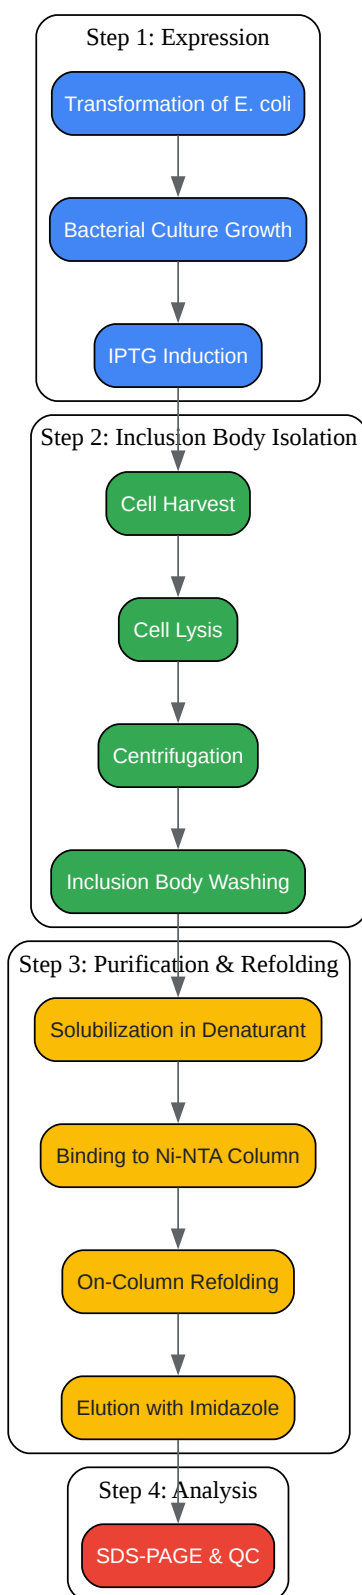 Step 1: Expression
Transformation of E. coli
Bacterial Culture Growth
IPTG Induction
Step 2: Inclusion Body Isolation
Cell Harvest
Cell Lysis
Centrifugation
Inclusion Body Washing
Step 3: Purification & Refolding
Solubilization in Denaturant
Binding to Ni-NTA Column
On-Column Refolding
Elution with Imidazole
Step 4: Analysis
SDS-PAGE & QC